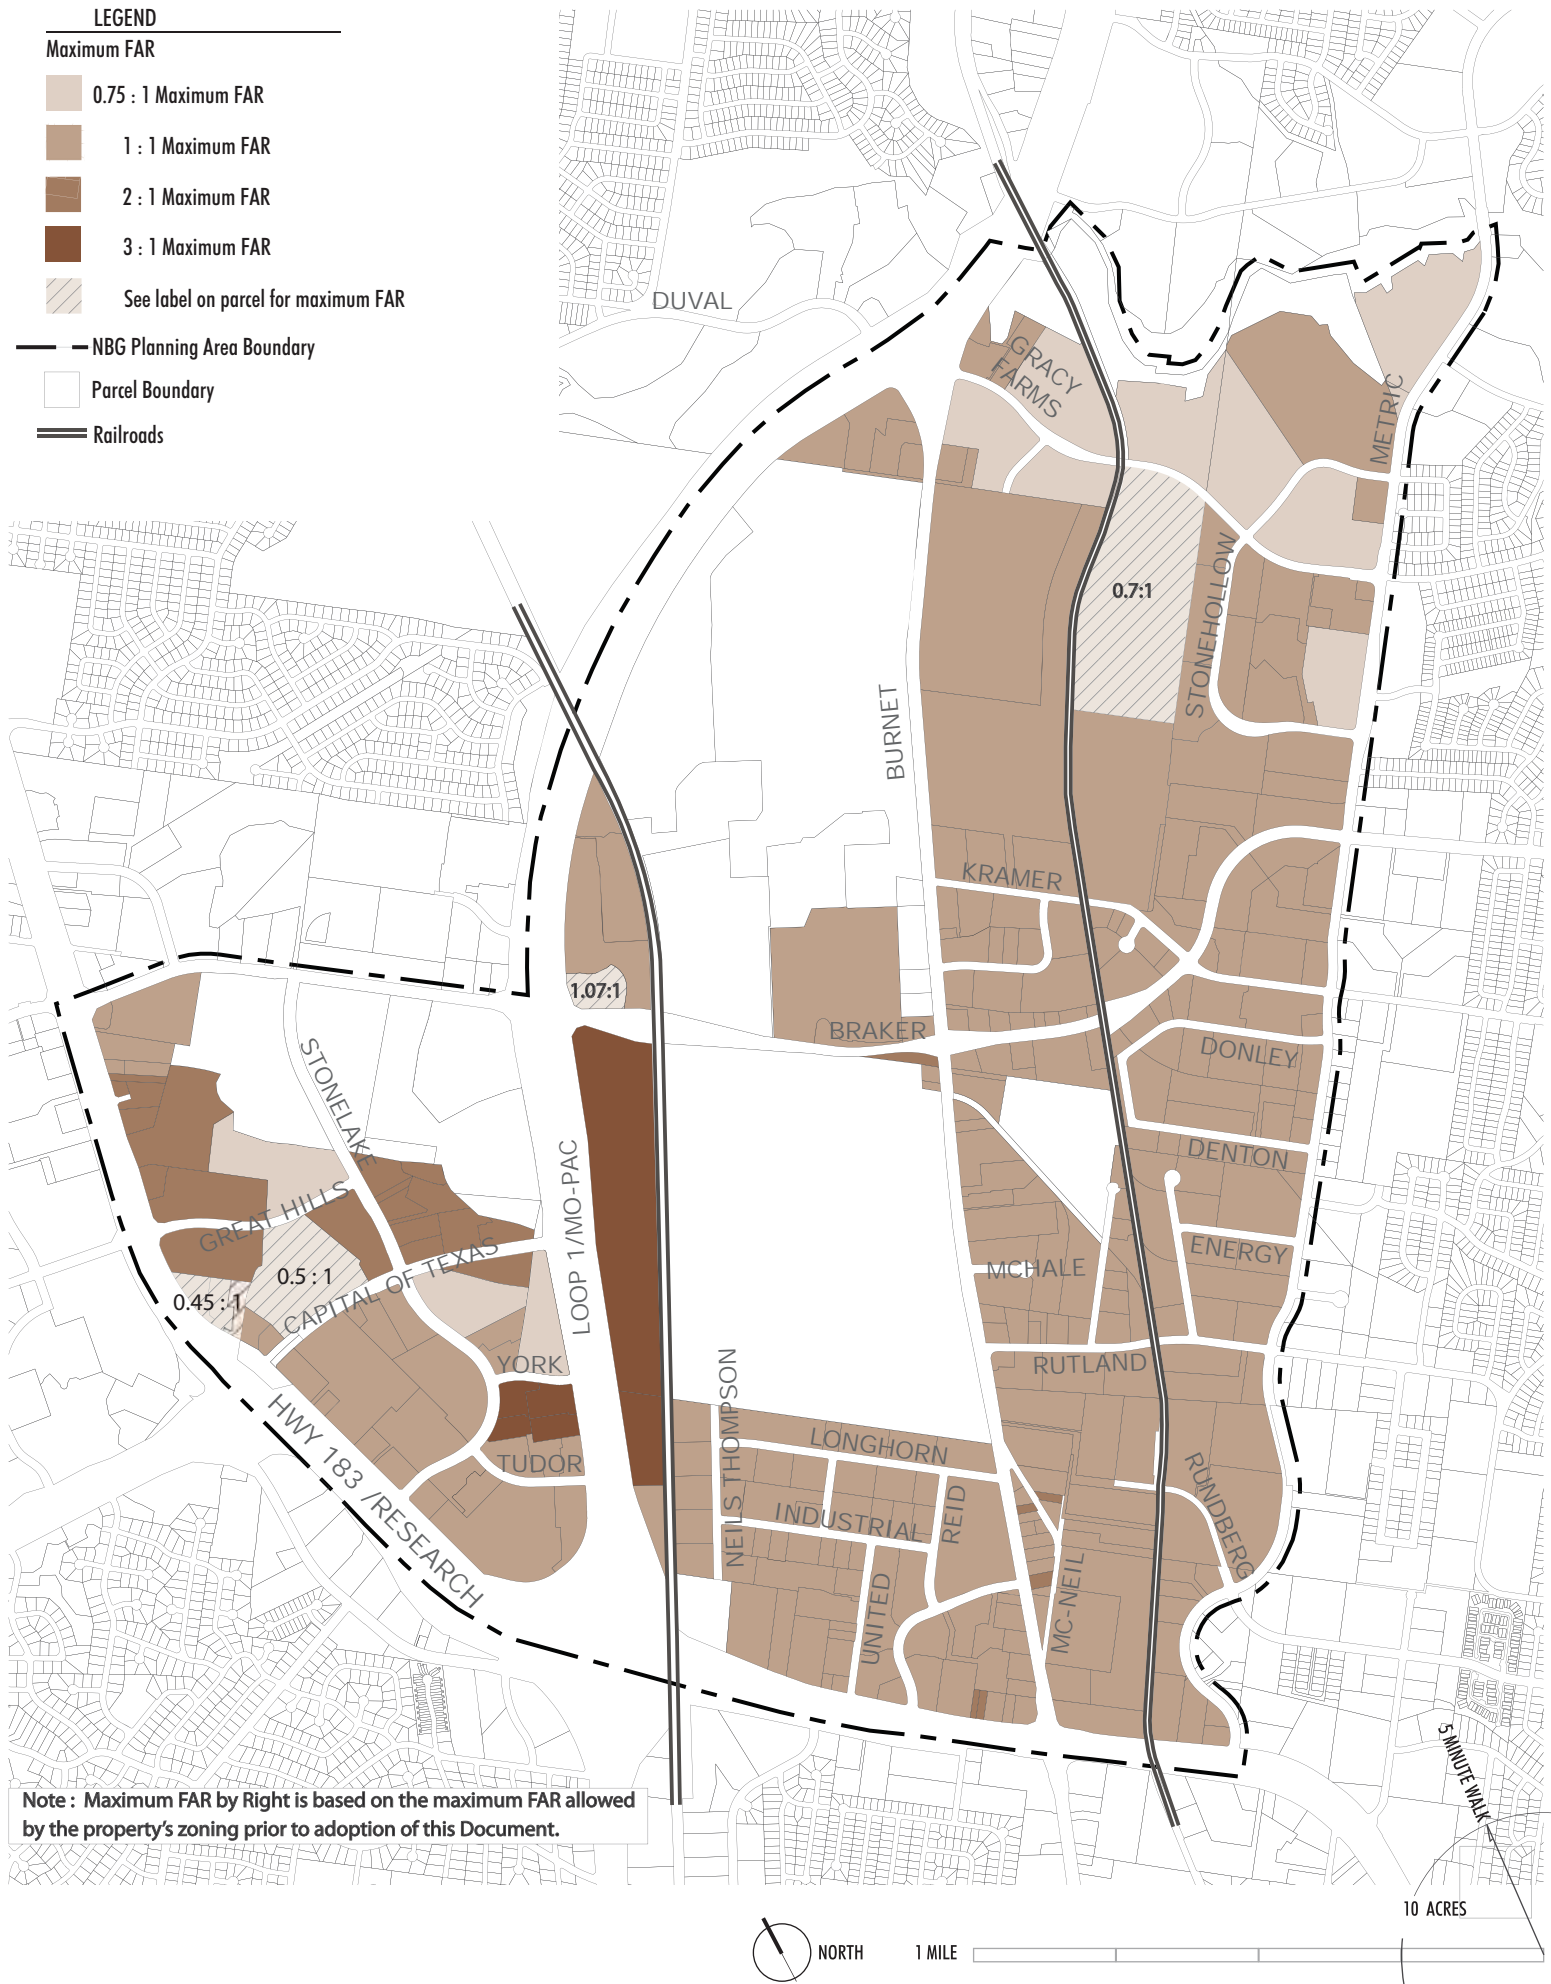 LEGEND
Maximum FAR
0.75 : 1 Maximum FAR
1 : 1 Maximum FAR
2 : 1 Maximum FAR
3 : 1 Maximum FAR
See label on parcel for maximum FAR
NBG Planning Area Boundary
Parcel Boundary
Railroads
DUVAL
GRACY
FARMS
METRIC
0.7:1
STONEHOLLOW
BURNET
KRAMER
1.07:1
BRAKER
DONLEY
STONELAKE
DENTON
LOOP 1/MO-PAC
GREAT HILLS
CAPITAL OF TEXAS
ENERGY
MCHALE
0.5 : 1
0.45 : 1
YORK
RUTLAND
NEILS THOMPSON
HWY 183 /RESEARCH
TUDOR
LONGHORN
RUNDBERG
INDUSTRIAL
REID
UNITED
MC-NEIL
5 MINUTE WALK
Note : Maximum FAR by Right is based on the maximum FAR allowed
by the property's zoning prior to adoption of this Document.
10 ACRES
NORTH
1 MILE